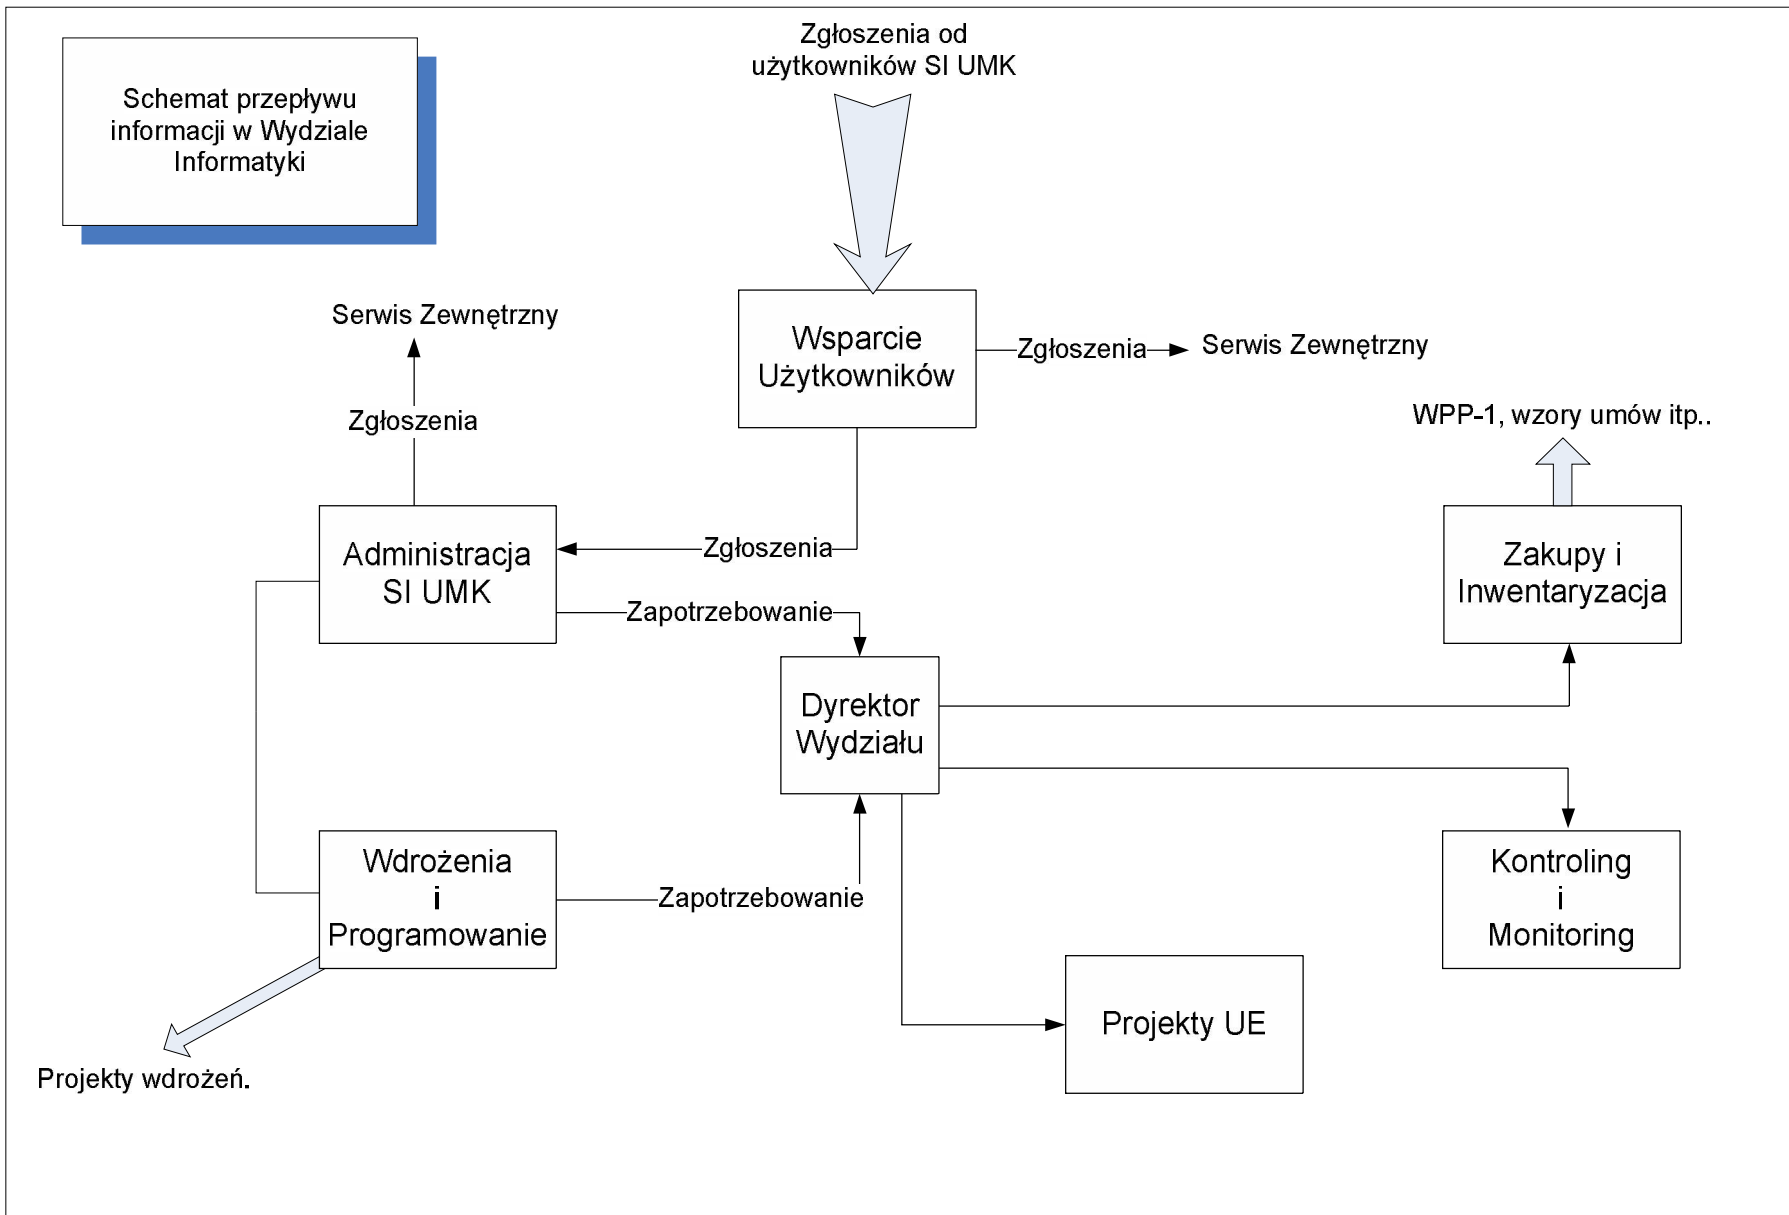 Schemat przepływu
informacji w Wydziale
Informatyki
Zgłoszenia od
użytkowników SI UMK
Serwis Zewnętrzny
Wsparcie
Użytkowników
Zgłoszenia
Serwis Zewnętrzny
Zgłoszenia
WPP-1, wzory umów itp..
Administracja
SI UMK
Zgłoszenia
Zapotrzebowanie
Zakupy i
Inwentaryzacja
Dyrektor
Wydziału
Wdrożenia
i
Programowanie
Zapotrzebowanie
Kontroling
i
Monitoring
Projekty UE
Projekty wdrożeń.